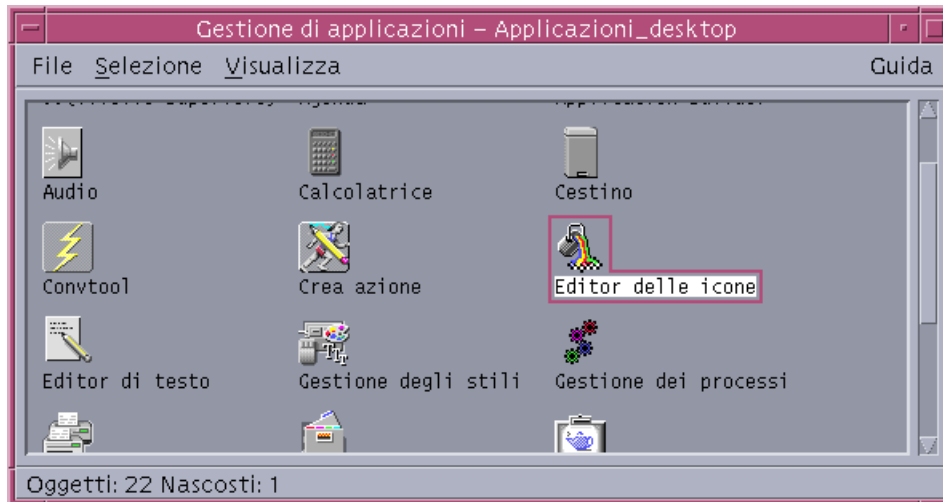 Gestione di applicazioni – Applicazioni_desktop
File Selezione Visualizza Guida
Audio Calcolatrice Cestino
Convtool Crea azione Editor delle icone
Editor di testo Gestione degli stili Gestione dei processi
Oggetti: 22 Nascosti: 1